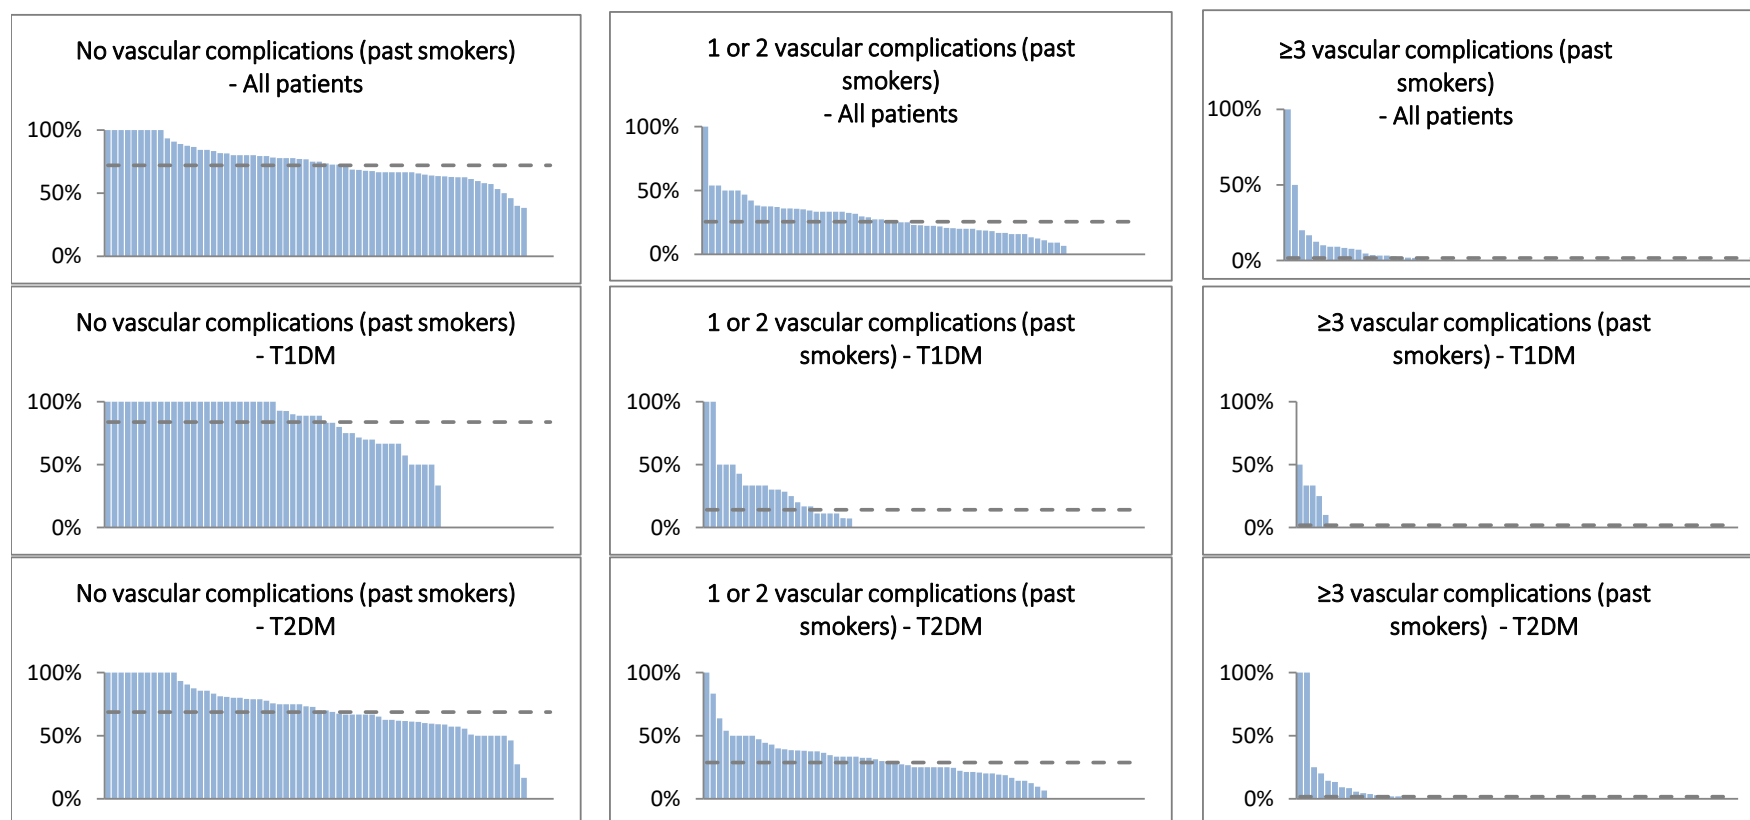 No vascular complications (past smokers)
- All patients
100%
50%
0%
1 or 2 vascular complications (past
smokers)
- All patients
100%
50%
0%
≥3 vascular complications (past
smokers)
- All patients
100%
50%
0%
No vascular complications (past smokers)
- T1DM
100%
50%
0%
1 or 2 vascular complications (past
smokers) - T1DM
100%
50%
0%
≥3 vascular complications (past
smokers) - T1DM
100%
50%
0%
No vascular complications (past smokers)
- T2DM
100%
50%
0%
1 or 2 vascular complications (past
smokers) - T2DM
100%
50%
0%
≥3 vascular complications (past
smokers)  - T2DM
100%
50%
0%